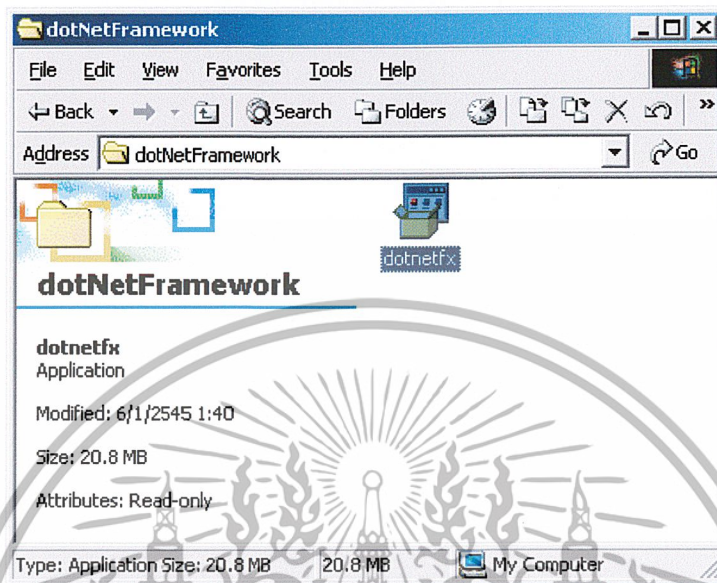 dotNetFramework
File Edit View Favorites Tools Help
Back Search Folders »
Address dotNetFramework Go
dotnetfx
dotNetFramework
dotnetfx
Application
Modified: 6/1/2545 1:40
Size: 20.8 MB
Attributes: Read-only
Type: Application Size: 20.8 MB 20.8 MB My Computer